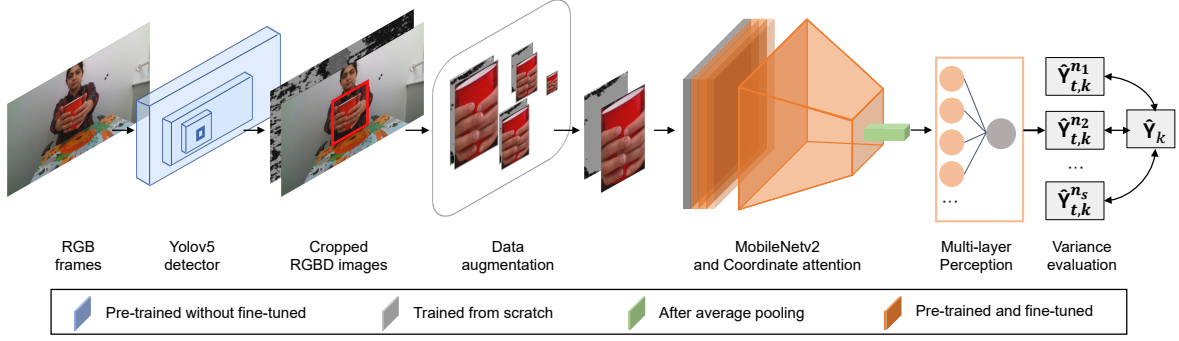 Ŷ^{n_1}_{t,k}
Ŷ^{n_2}_{t,k}
Ŷ_k
...
Ŷ^{n_s}_{t,k}
...
RGB
frames
Yolov5
detector
Cropped
RGBD images
Data
augmentation
MobileNetv2
and Coordinate attention
Multi-layer
Perception
Variance
evaluation
Pre-trained without fine-tuned
Trained from scratch
After average pooling
Pre-trained and fine-tuned